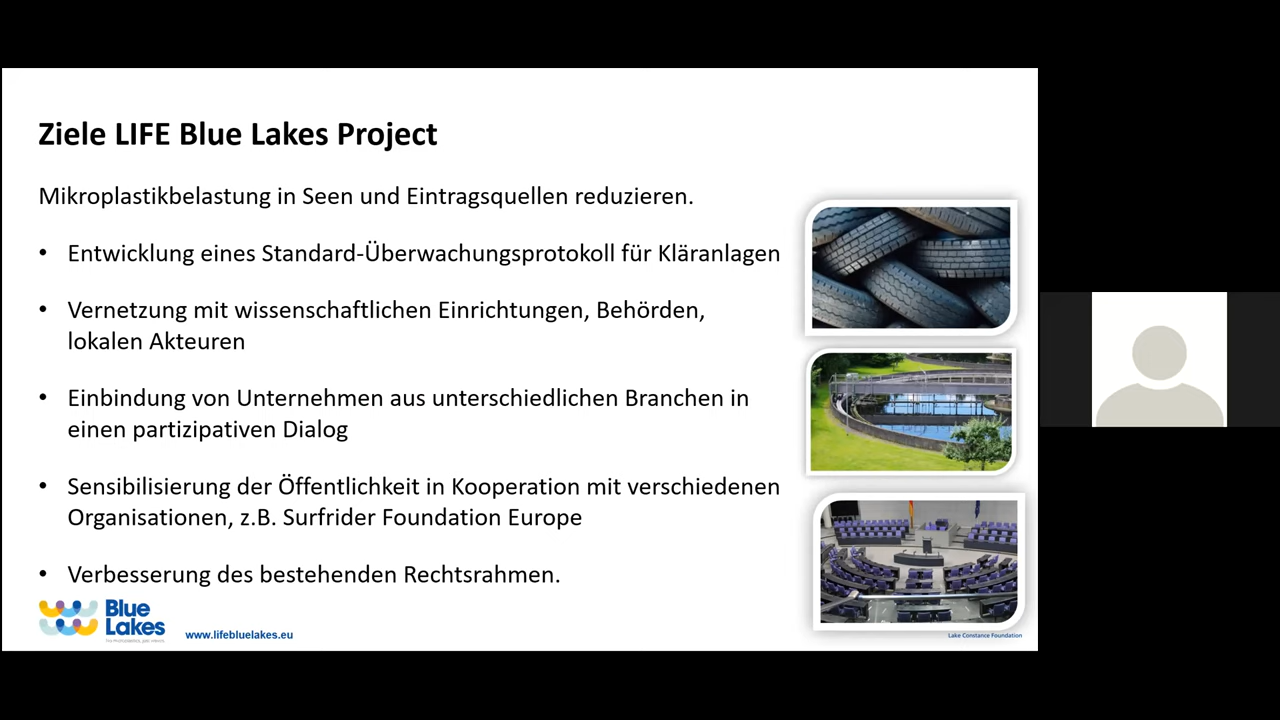 Ziele LIFE Blue Lakes Project
Mikroplastikbelastung in Seen und Eintragsquellen reduzieren.
• Entwicklung eines Standard-Überwachungsprotokoll für Kläranlagen
• Vernetzung mit wissenschaftlichen Einrichtungen, Behörden,
lokalen Akteuren
• Einbindung von Unternehmen aus unterschiedlichen Branchen in
einen partizipativen Dialog
• Sensibilisierung der Öffentlichkeit in Kooperation mit verschiedenen
Organisationen, z.B. Surfrider Foundation Europe
• Verbesserung des bestehenden Rechtsrahmen.
Blue
Lakes
www.lifebluelakes.eu
Lake Constance Foundation